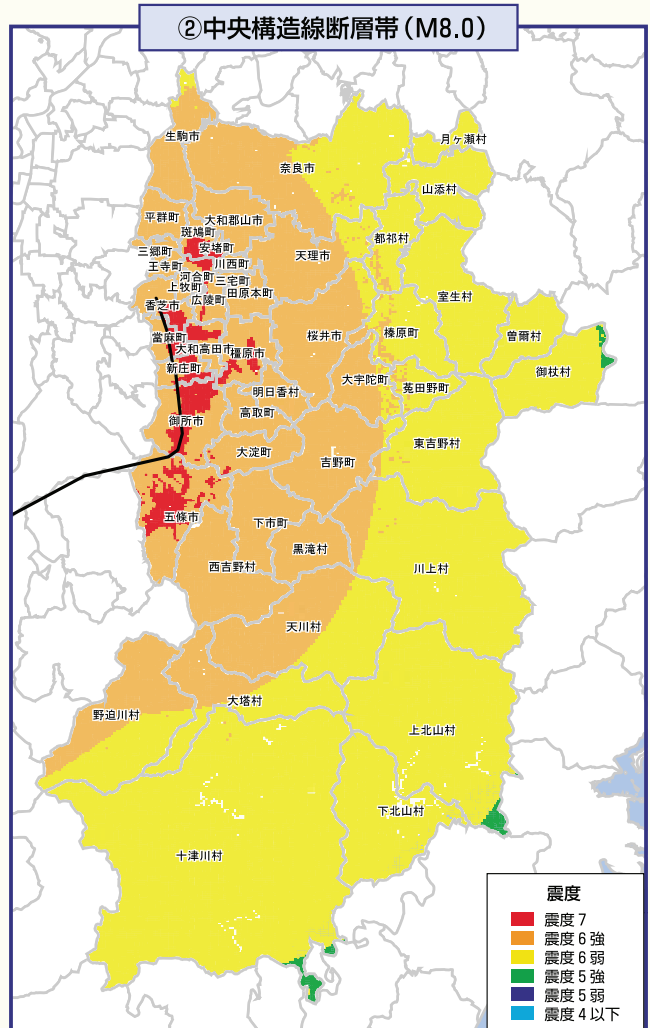 ②中央構造線断層帯(M8.0)
生駒市
月ヶ瀬村
奈良市
山添村
平群町
大和郡山市
斑鳩町
都祁村
安堵町
三郷町
天理市
川西町
王寺町
河合町
三宅町
上牧町
田原本町
室生村
広陵町
香芝市
榛原町
曽爾村
桜井市
當麻町
大和高田市
橿原市
御杖村
新庄町
大宇陀町
明日香村
菟田野町
高取町
御所市
東吉野村
大淀町
吉野町
五條市
下市町
黒滝村
西吉野村
川上村
天川村
大塔村
野迫川村
上北山村
下北山村
十津川村
震度
震度7
震度6強
震度6弱
震度5強
震度5弱
震度4以下